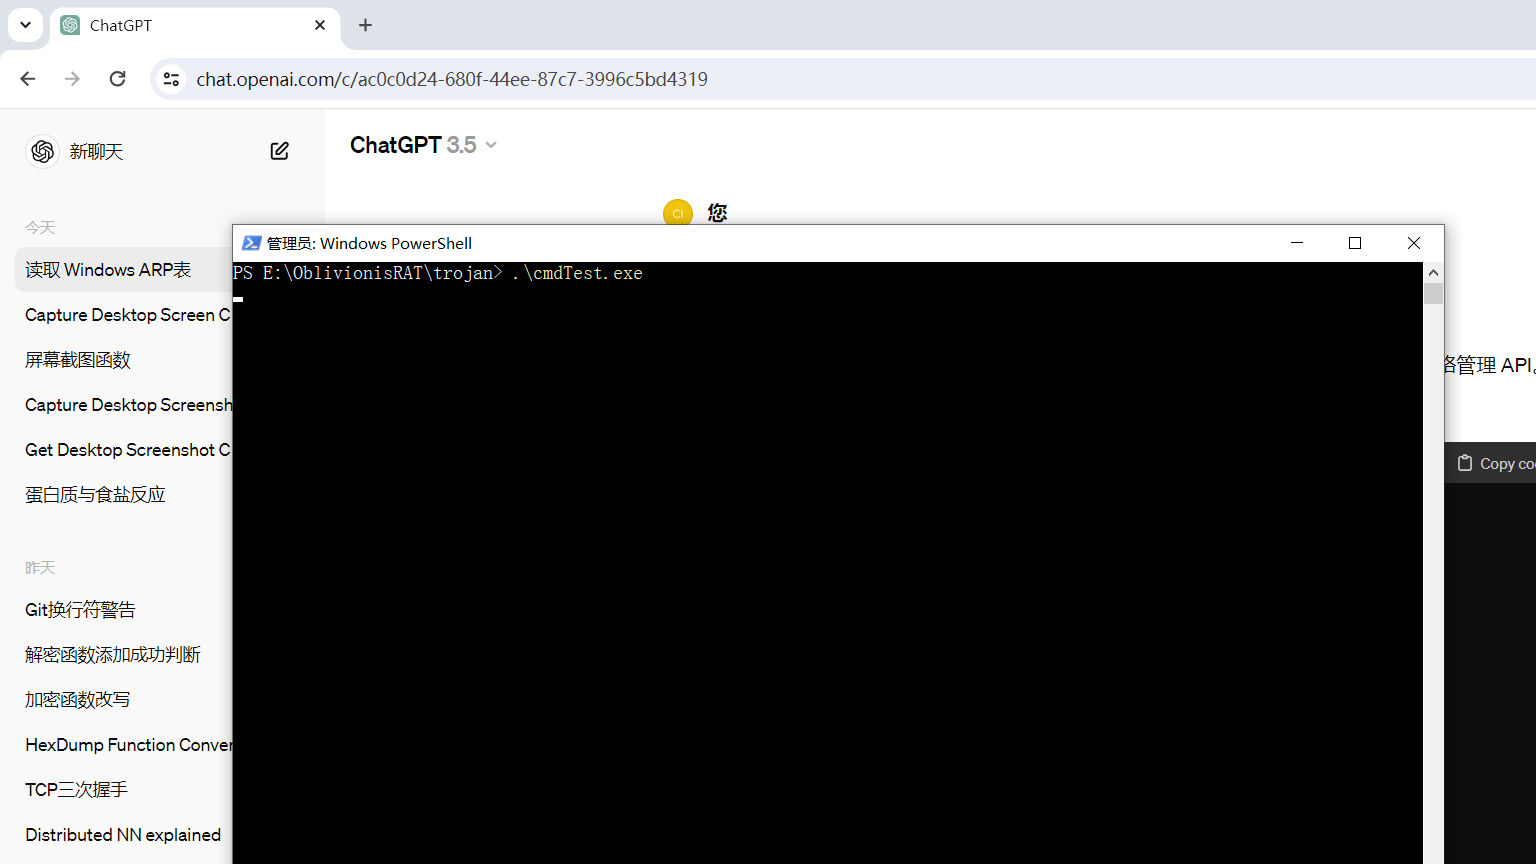 ChatGPT
chat.openai.com/c/ac0c0d24-680f-44ee-87c7-3996c5bd4319
新聊天
今天
读取 Windows ARP表
Capture Desktop Screen C
屏幕截图函数
Capture Desktop Screensh
Get Desktop Screenshot C
蛋白质与食盐反应
昨天
Git换行符警告
解密函数添加成功判断
加密函数改写
HexDump Function Conver
TCP三次握手
Distributed NN explained
ChatGPT 3.5
CI
您
管理员: Windows PowerShell
PS E:\OblivionisRAT\trojan> .\cmdTest.exe
管理 API。
Copy co